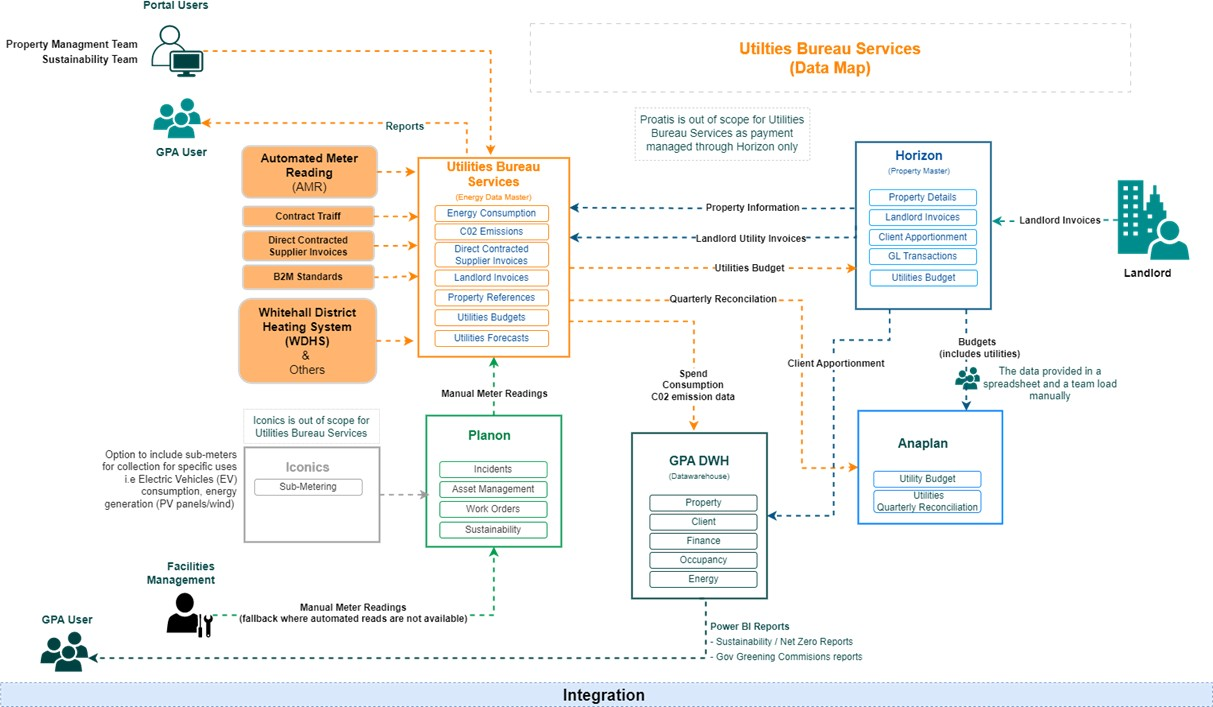 Portal Users
Property Managment Team
Sustainability Team
Utilties Bureau Services
(Data Map)
GPA User
Reports
Proatis is out of scope for Utilities
Bureau Services as payment
managed through Horizon only
Automated Meter
Reading
(AMR)
Contract Traiff
Direct Contracted
Supplier Invoices
B2M Standards
Whitehall District
Heating System
(WDHS)
&
Others
Utilities Bureau
Services
(Energy Data Master)
Energy Consumption
C02 Emissions
Direct Contracted
Supplier Invoices
Landlord Invoices
Property References
Utilities Budgets
Utilities Forecasts
Property Information
Landlord Utility Invoices
Utilities Budget
Quarterly Reconcilation
Horizon
(Property Master)
Property Details
Landlord Invoices
Client Apportionment
GL Transactions
Utilities Budget
Landlord Invoices
Landlord
Client Apportionment
Budgets
(includes utilities)
The data provided in a
spreadsheet and a team load
manually
Spend
Consumption
C02 emission data
Manual Meter Readings
Iconics is out of scope for
Utilities Bureau Services
Option to include sub-meters
for collection for specific uses
i.e Electric Vehicles (EV)
consumption, energy
generation (PV panels/wind)
Iconics
Sub-Metering
Planon
Incidents
Asset Management
Work Orders
Sustainability
GPA DWH
(Datawarehouse)
Property
Client
Finance
Occupancy
Energy
Anaplan
Utility Budget
Utilities
Quarterly Reconciliation
Facilities
Management
Manual Meter Readings
(fallback where automated reads are not available)
GPA User
Power BI Reports
- Sustainability / Net Zero Reports
- Gov Greening Commisions reports
Integration